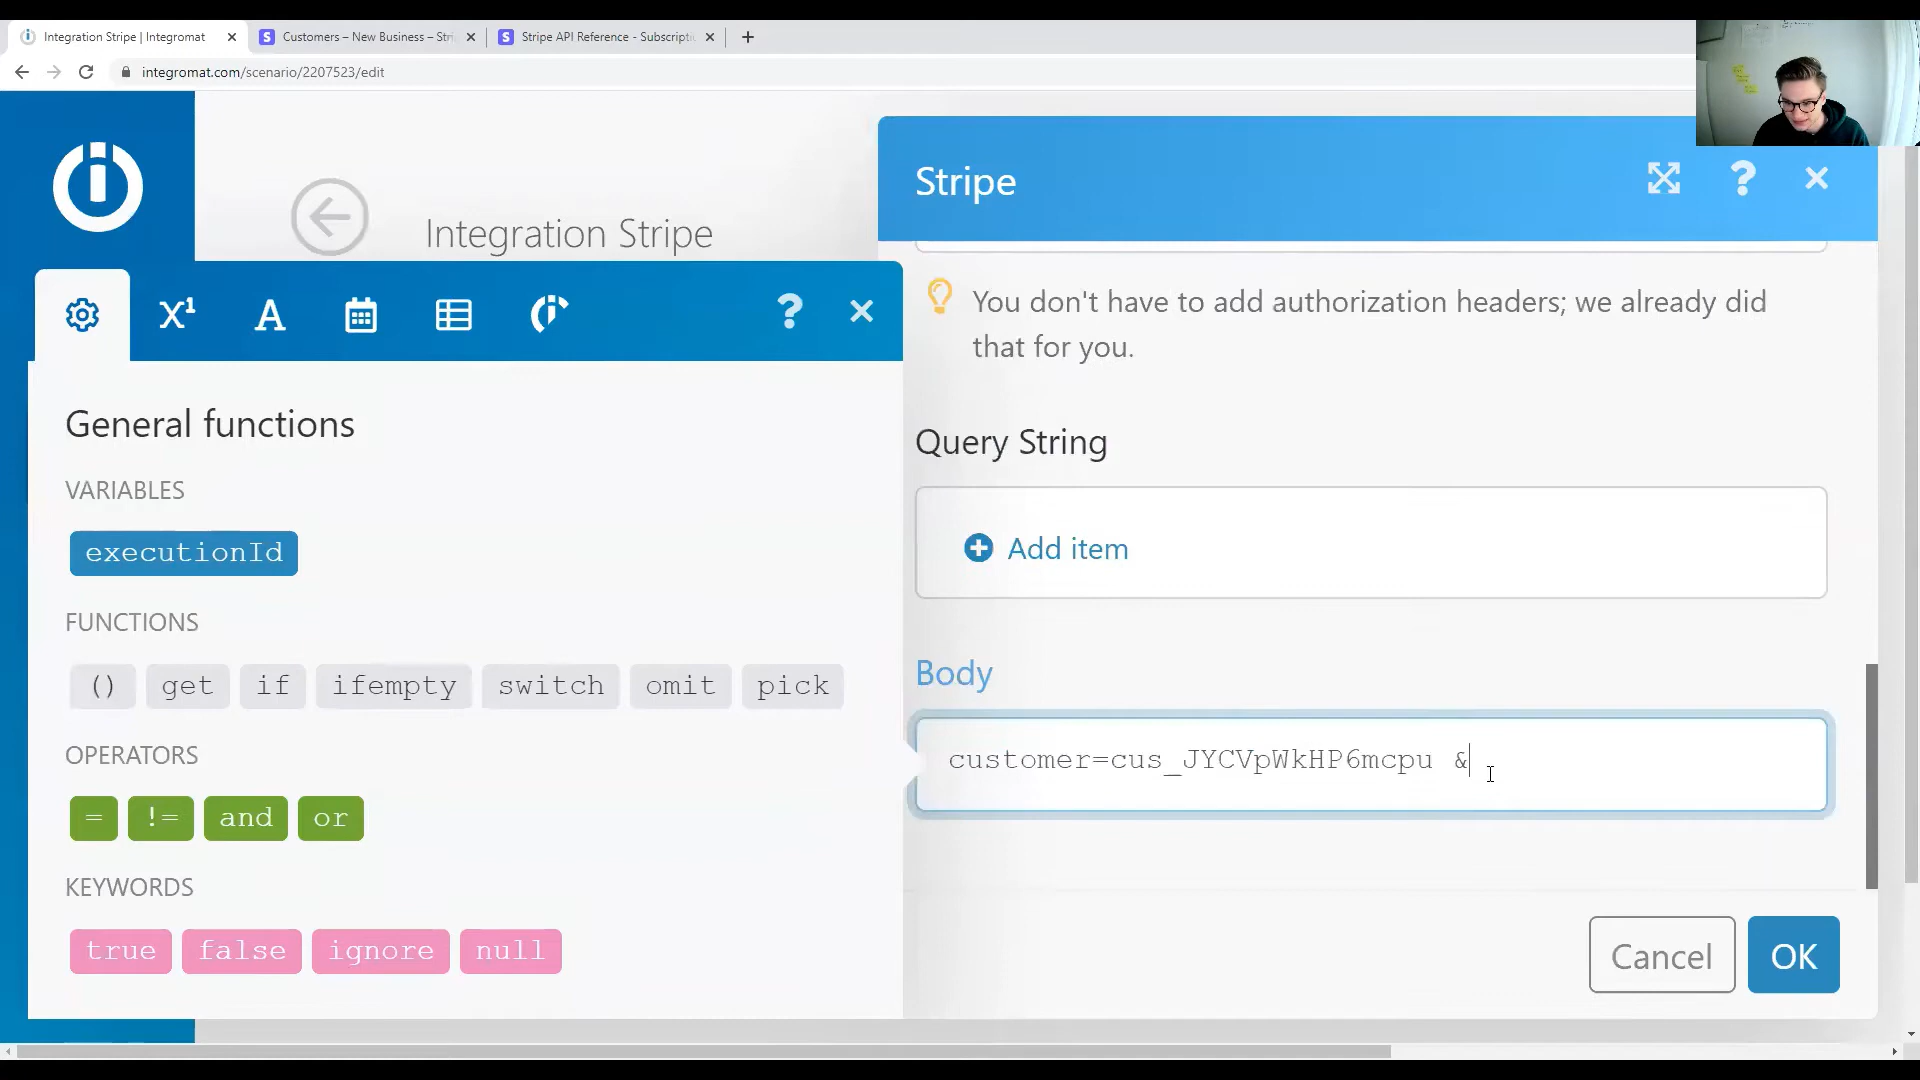 Integration Stripe | Integromat
Customers – New Business – Stri
Stripe API Reference - Subscripti
integromat.com/scenario/2207523/edit
Stripe
Integration Stripe
You don't have to add authorization headers; we already did
that for you.
General functions
Query String
VARIABLES
executionId
Add item
FUNCTIONS
() get if ifempty switch omit pick
Body
OPERATORS
customer=cus_JYCVpWkHP6mcpu &
= != and or
KEYWORDS
true false ignore null
Cancel OK